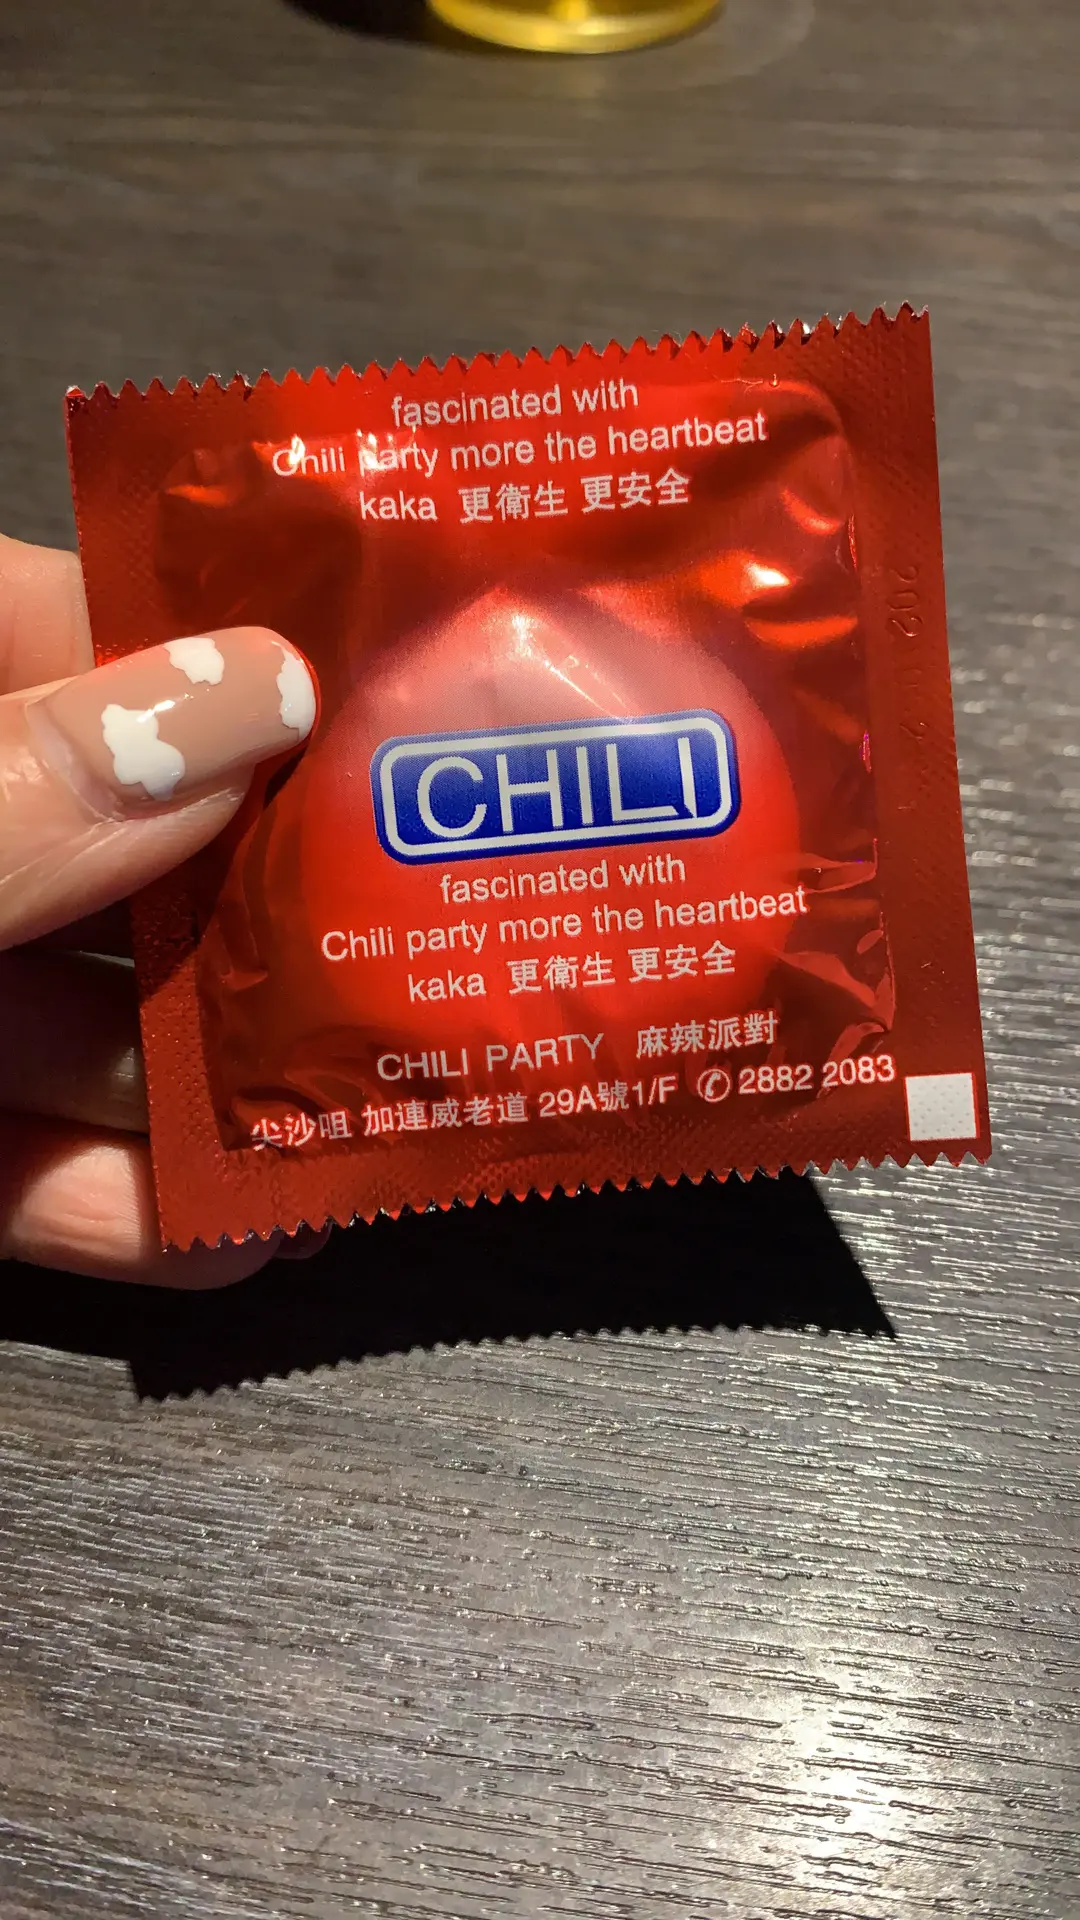 fascinated with
Chili party more the heartbeat
kaka 更衛生 更安全
CHILI
fascinated with
Chili party more the heartbeat
kaka 更衛生 更安全
CHILI PARTY 麻辣派對
尖沙咀 加連威老道 29A號1/F ✆ 2882 2083